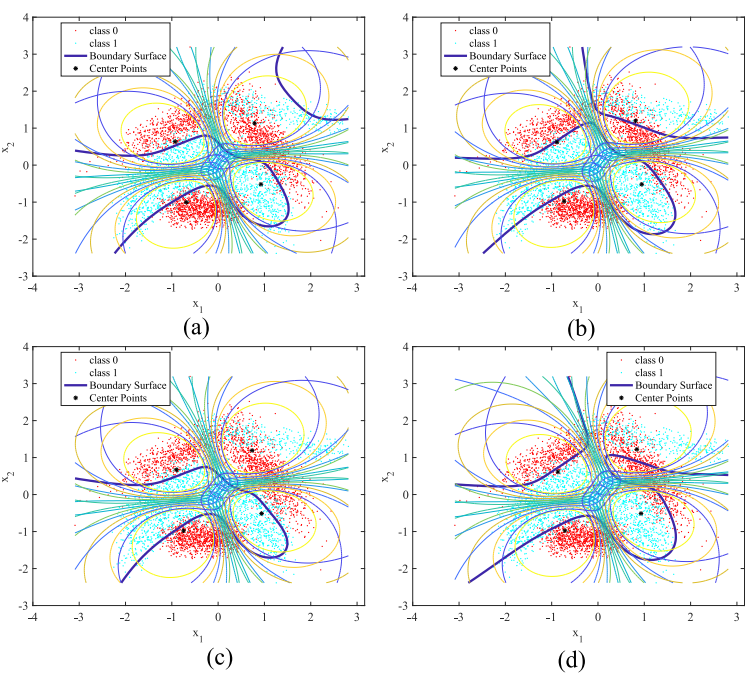 4
3
2
1
0
-1
-2
-3
x2
class 0
class 1
Boundary Surface
Center Points
-4 -3 -2 -1 0 1 2 3
x1
(a)
4
3
2
1
0
-1
-2
-3
x2
class 0
class 1
Boundary Surface
Center Points
-4 -3 -2 -1 0 1 2 3
x1
(b)
4
3
2
1
0
-1
-2
-3
x2
class 0
class 1
Boundary Surface
Center Points
-4 -3 -2 -1 0 1 2 3
x1
(c)
4
3
2
1
0
-1
-2
-3
x2
class 0
class 1
Boundary Surface
Center Points
-4 -3 -2 -1 0 1 2 3
x1
(d)